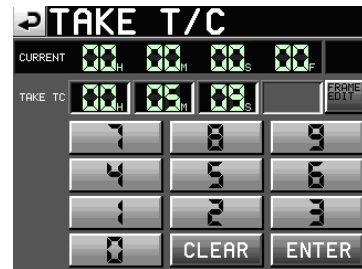 TAKE T/C
CURRENT 00H 00M 00S 00F
TAKE TC 00H 05M 09S FRAME EDIT
7 8 9
4 5 6
1 2 3
0 CLEAR ENTER